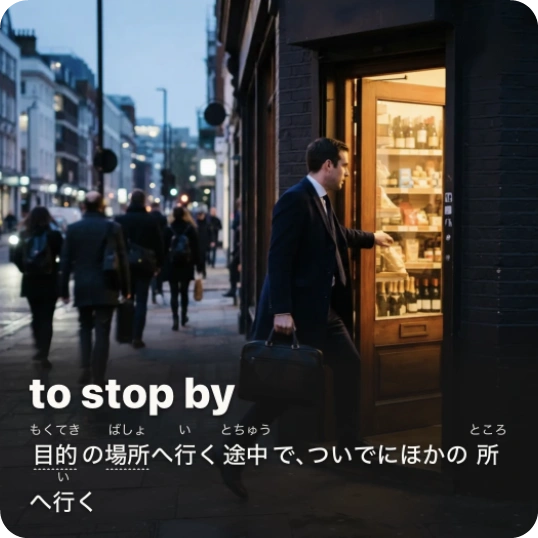 to stop by
もくてき ばしょ い とちゅう ところ
目的の場所へ行く途中で、ついでにほかの所
い
へ行く